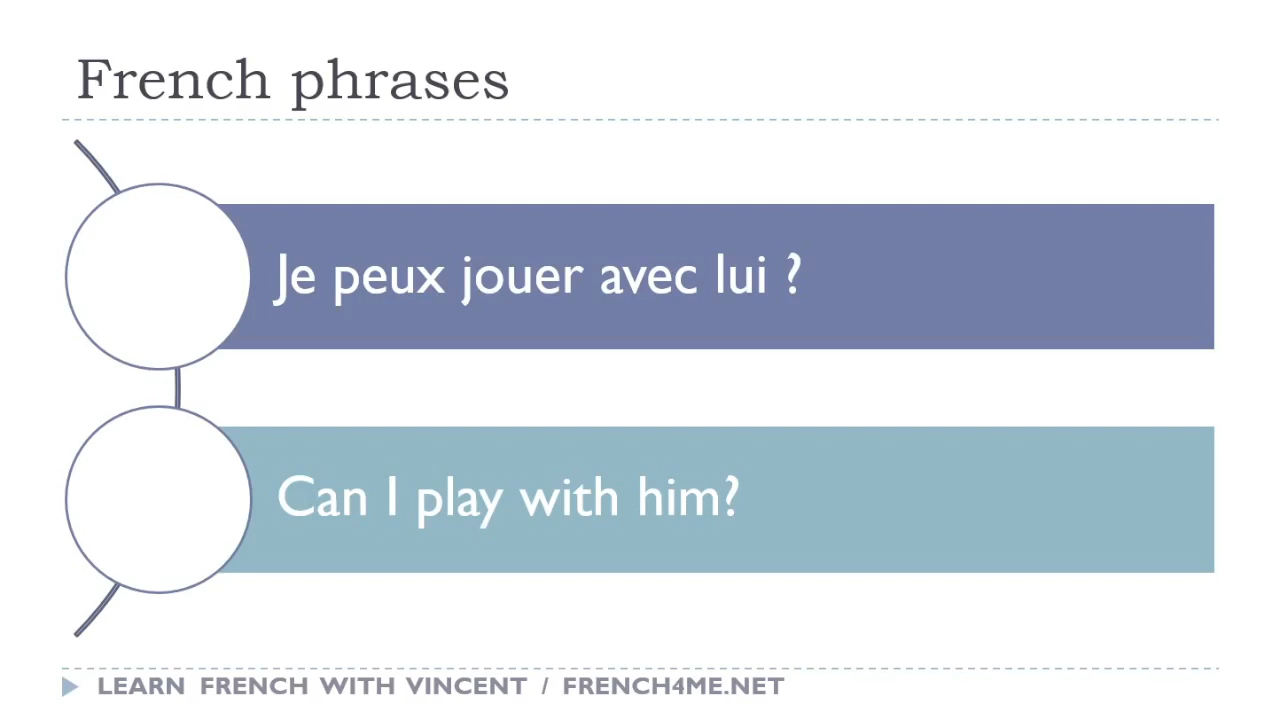 French phrases
Je peux jouer avec lui ?
Can I play with him?
LEARN FRENCH WITH VINCENT / FRENCH4ME.NET